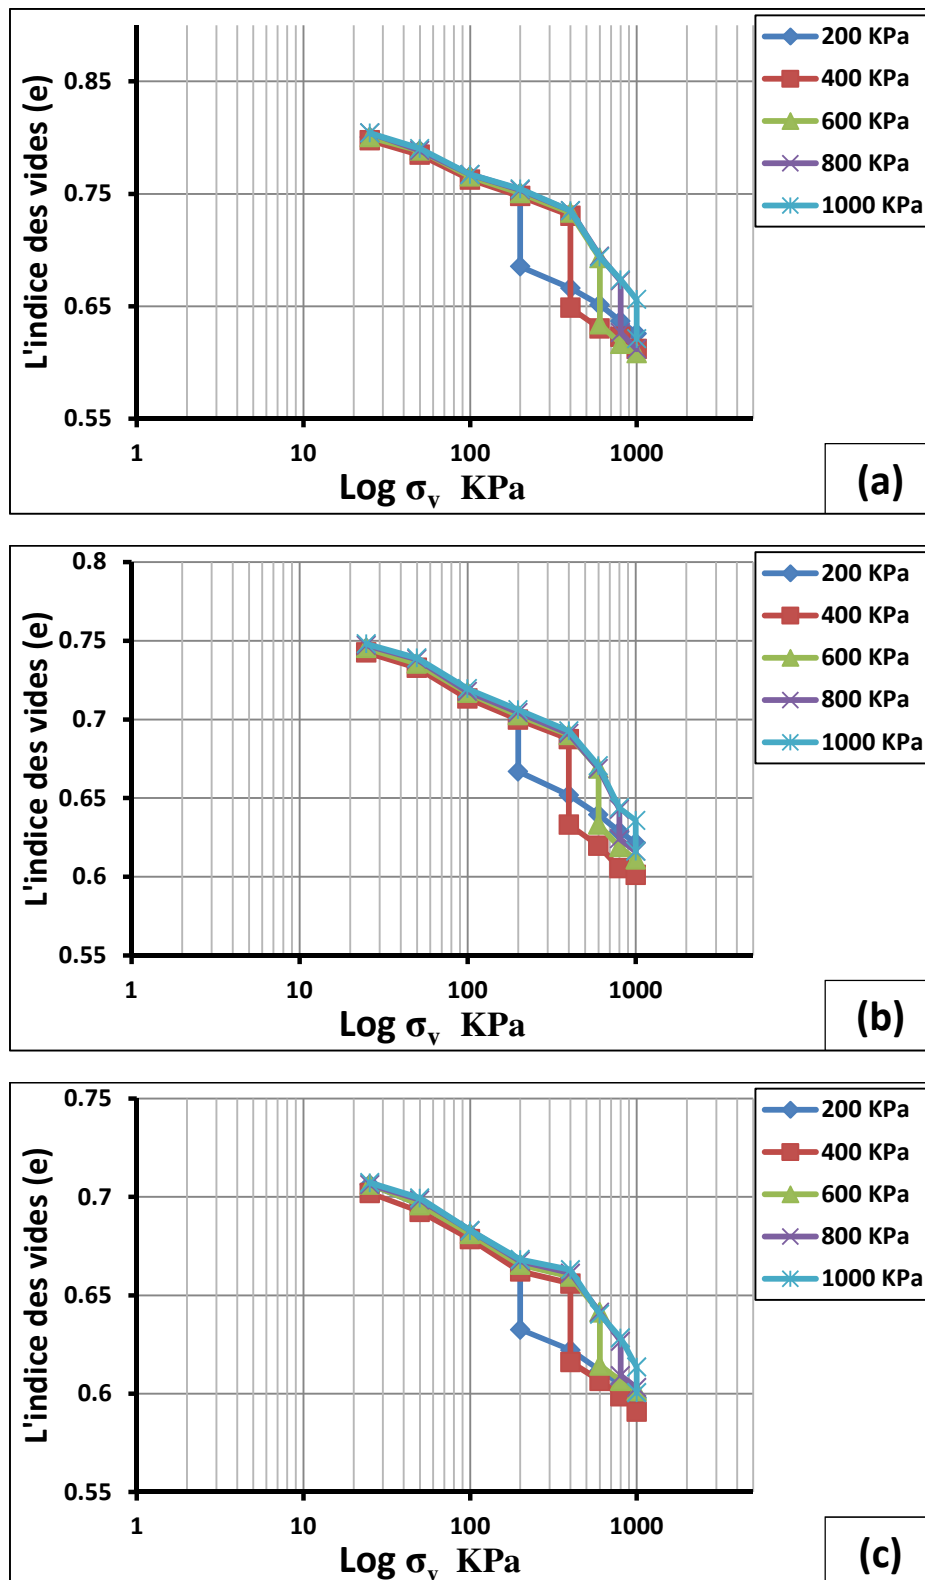 200 KPa
400 KPa
600 KPa
800 KPa
1000 KPa
L'indice des vides (e)
0.85
0.75
0.65
0.55
1 10 100 1000
Log σv KPa
(a)
200 KPa
400 KPa
600 KPa
800 KPa
1000 KPa
L'indice des vides (e)
0.8
0.75
0.7
0.65
0.6
0.55
1 10 100 1000
Log σv KPa
(b)
200 KPa
400 KPa
600 KPa
800 KPa
1000 KPa
L'indice des vides (e)
0.75
0.7
0.65
0.6
0.55
1 10 100 1000
Log σv KPa
(c)